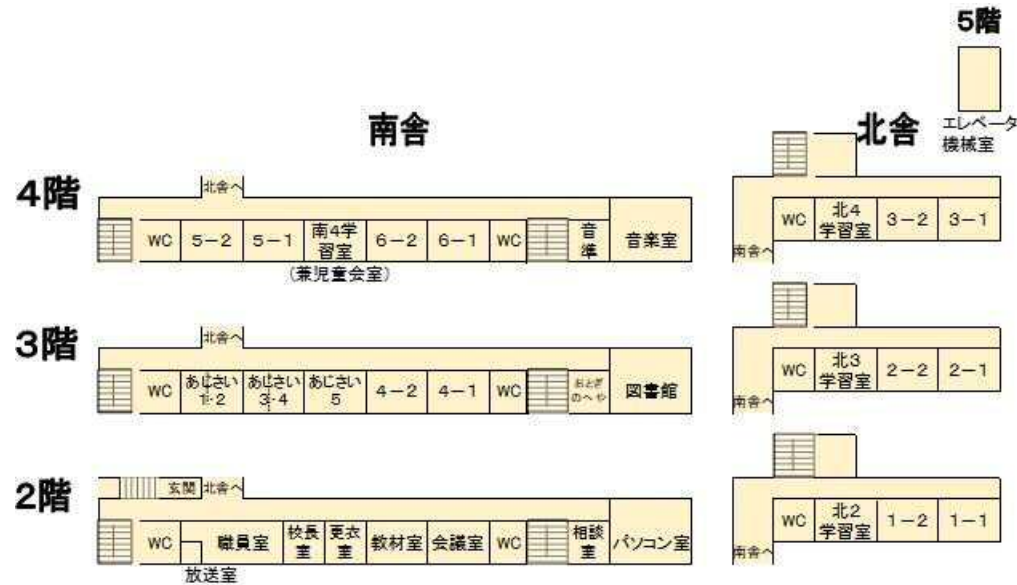 5階
エレベータ
機械室
南舎
北舎
4階
北舎へ
WC
5-2
5-1
南4学
習室
6-2
6-1
WC
音
準
音楽室
(兼児童会室)
WC
北4
学習室
3-2
3-1
南舎へ
3階
北舎へ
WC
あじさい
1・2
あじさい
3・4
あじさい
5
4-2
4-1
WC
おとぎ
のへや
図書館
WC
北3
学習室
2-2
2-1
南舎へ
2階
玄関
北舎へ
WC
職員室
校長
室
更衣
室
教材室
会議室
WC
相談
室
パソコン室
放送室
WC
北2
学習室
1-2
1-1
南舎へ